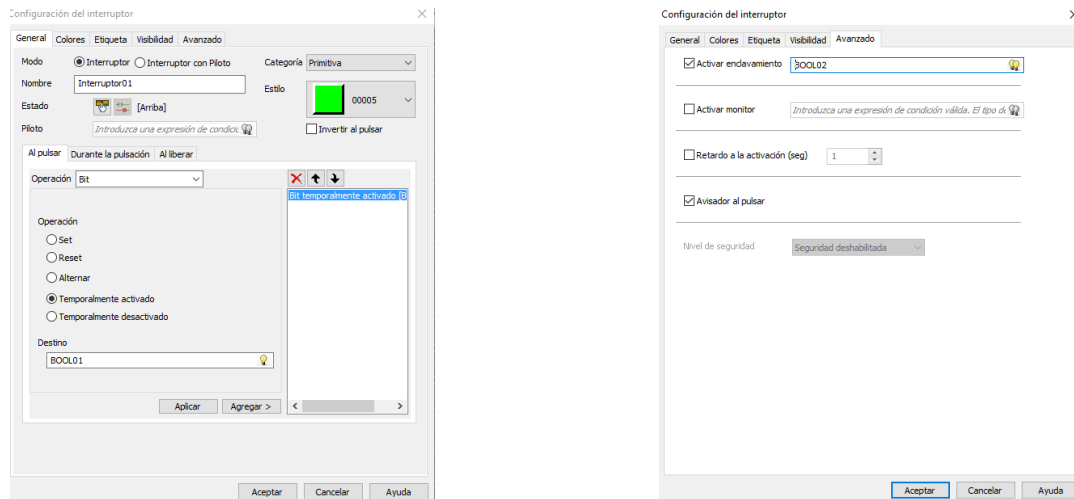 Configuración del interruptor
General Colores Etiqueta Visibilidad Avanzado
Modo Interruptor Interruptor con Piloto Categoría Primitiva
Nombre Interruptor01 Estilo 00005
Estado [Arriba]
Piloto Introduzca una expresión de condici Invertir al pulsar
Al pulsar Durante la pulsación Al liberar
Operación Bit
Bit temporalmente activado [B
Operación
Set
Reset
Alternar
Temporalmente activado
Temporalmente desactivado
Destino
BOOL01
Aplicar Agregar >
Aceptar Cancelar Ayuda
Configuración del interruptor
General Colores Etiqueta Visibilidad Avanzado
Activar enclavamiento BOOL02
Activar monitor Introduzca una expresión de condición válida. El tipo de
Retardo a la activación (seg) 1
Avisador al pulsar
Nivel de seguridad Seguridad deshabilitada
Aceptar Cancelar Ayuda